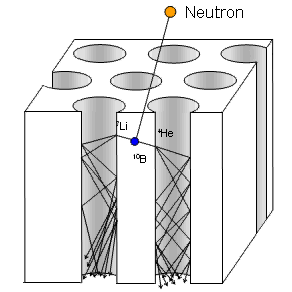 Neutron
⁷Li
⁴He
¹⁰B